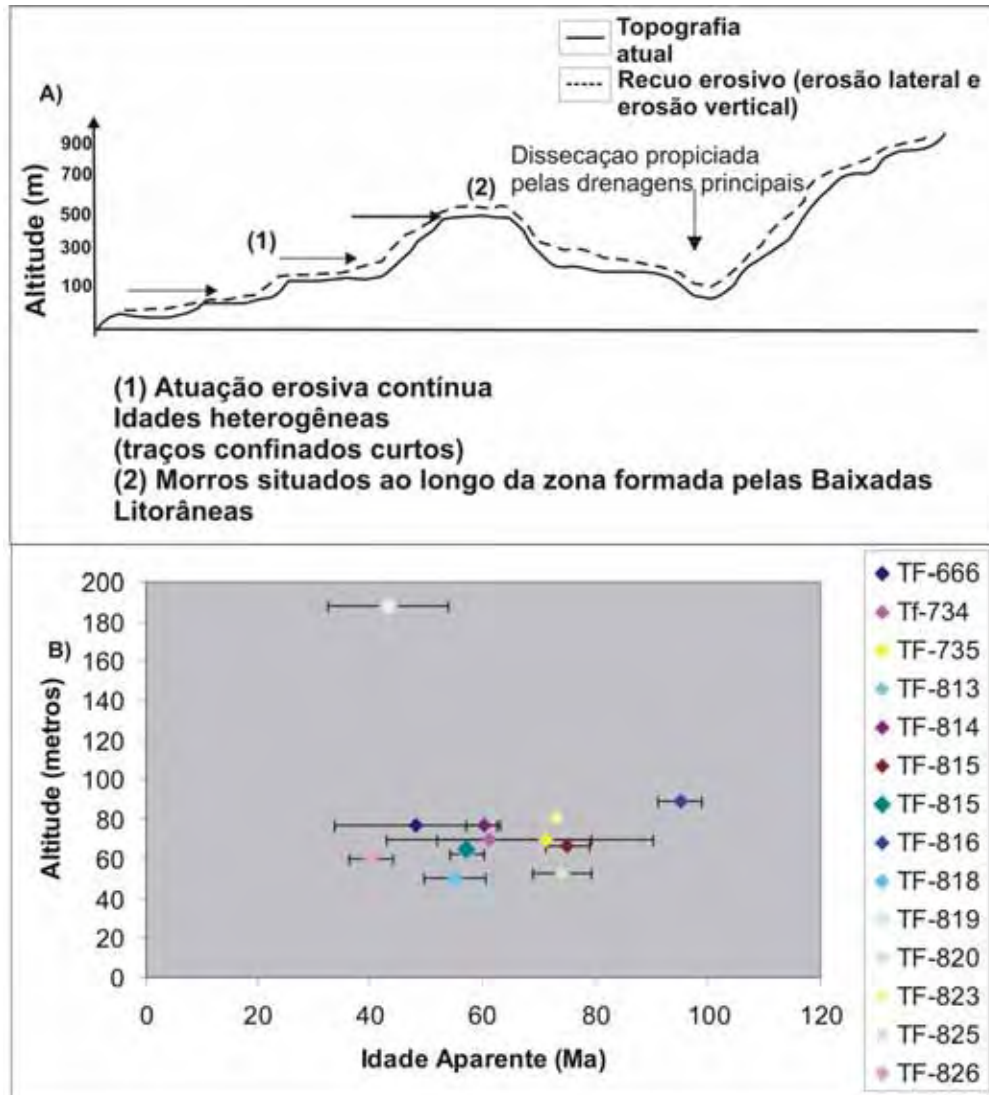 Topografia
atual
Recuo erosivo (erosão lateral e
erosão vertical)
A)
Altitude (m)
900
700
500
300
100
Dissecaçao propiciada
pelas drenagens principais
(1)
(2)
(1) Atuação erosiva contínua
Idades heterogêneas
(traços confinados curtos)
(2) Morros situados ao longo da zona formada pelas Baixadas
Litorâneas
B)
Altitude (metros)
200
180
160
140
120
100
80
60
40
20
0
0 20 40 60 80 100 120
Idade Aparente (Ma)
TF-666
Tf-734
TF-735
TF-813
TF-814
TF-815
TF-815
TF-816
TF-818
TF-819
TF-820
TF-823
TF-825
TF-826